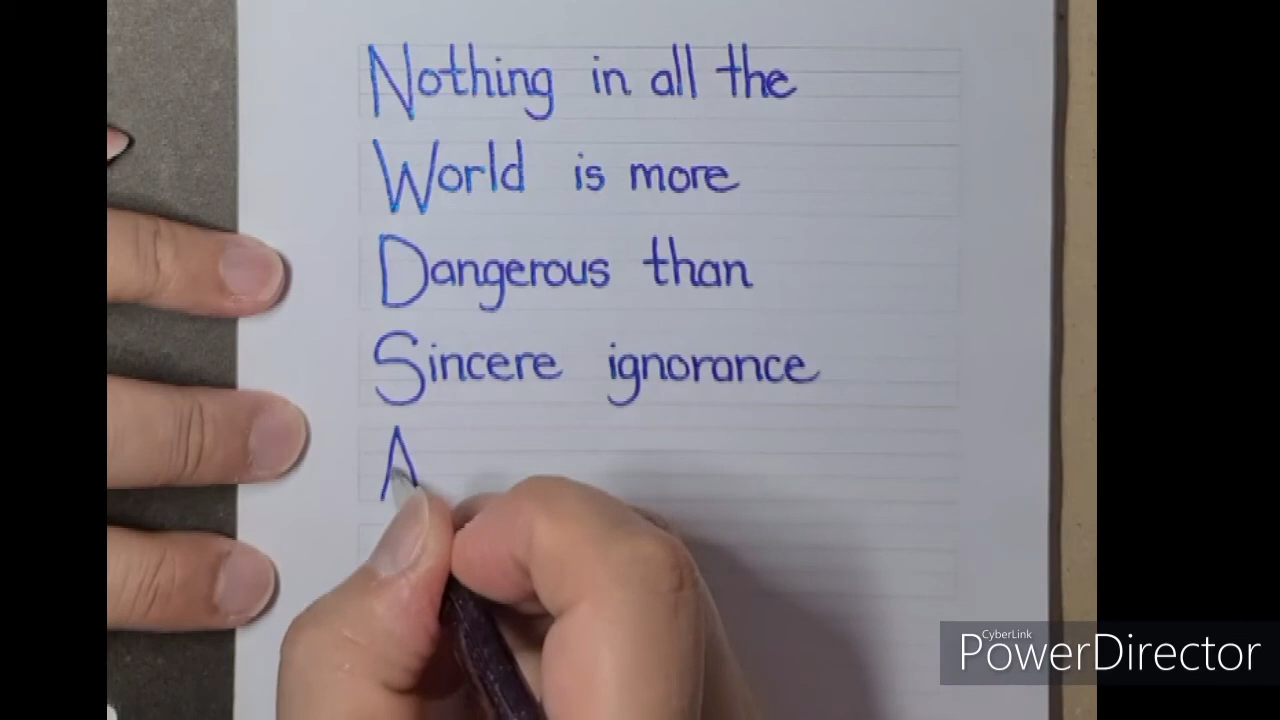 Nothing in all the
World is more
Dangerous than
Sincere ignorance
A
CyberLink
PowerDirector